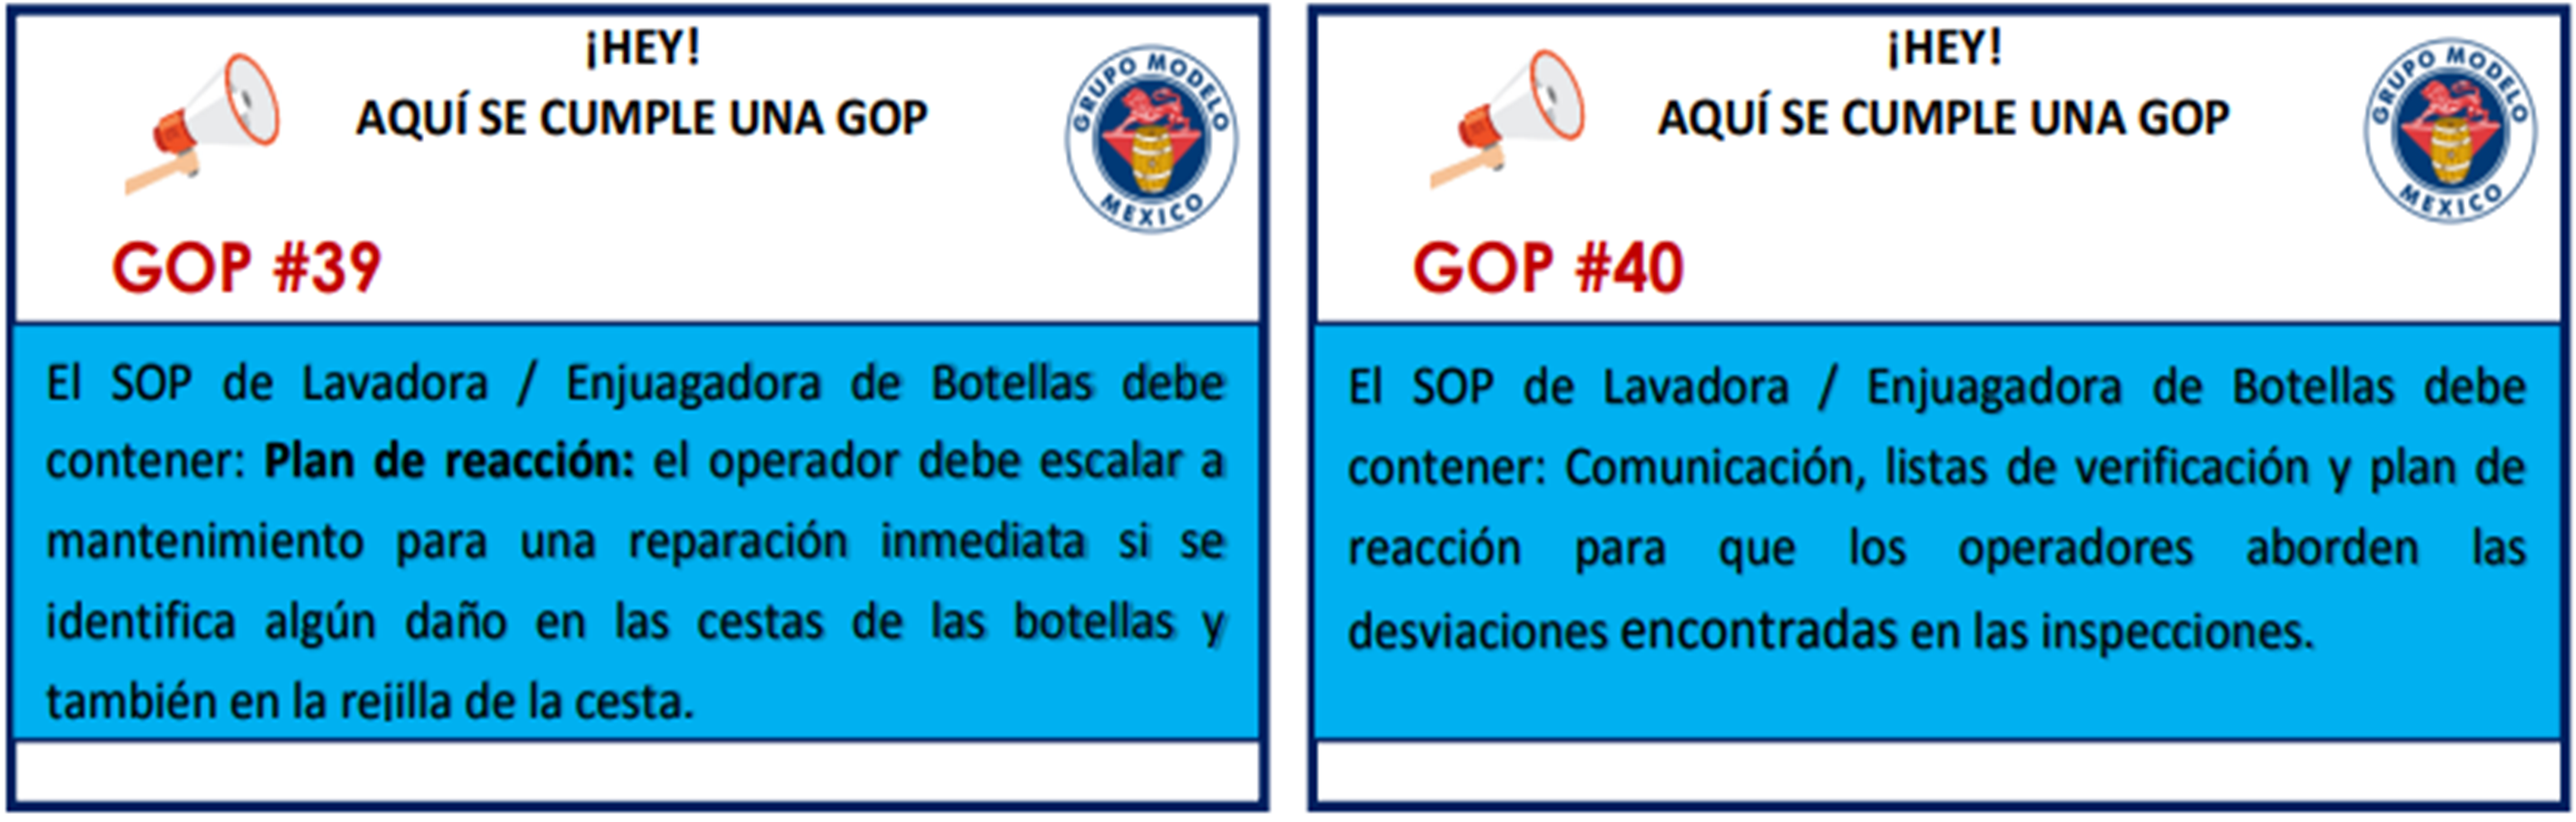 ¡HEY!
AQUÍ SE CUMPLE UNA GOP
GRUPO MODELO
MEXICO
GOP #39
El SOP de Lavadora / Enjuagadora de Botellas debe
contener: Plan de reacción: el operador debe escalar a
mantenimiento para una reparación inmediata si se
identifica algún daño en las cestas de las botellas y
también en la rejilla de la cesta.
¡HEY!
AQUÍ SE CUMPLE UNA GOP
GRUPO MODELO
MEXICO
GOP #40
El SOP de Lavadora / Enjuagadora de Botellas debe
contener: Comunicación, listas de verificación y plan de
reacción para que los operadores aborden las
desviaciones encontradas en las inspecciones.